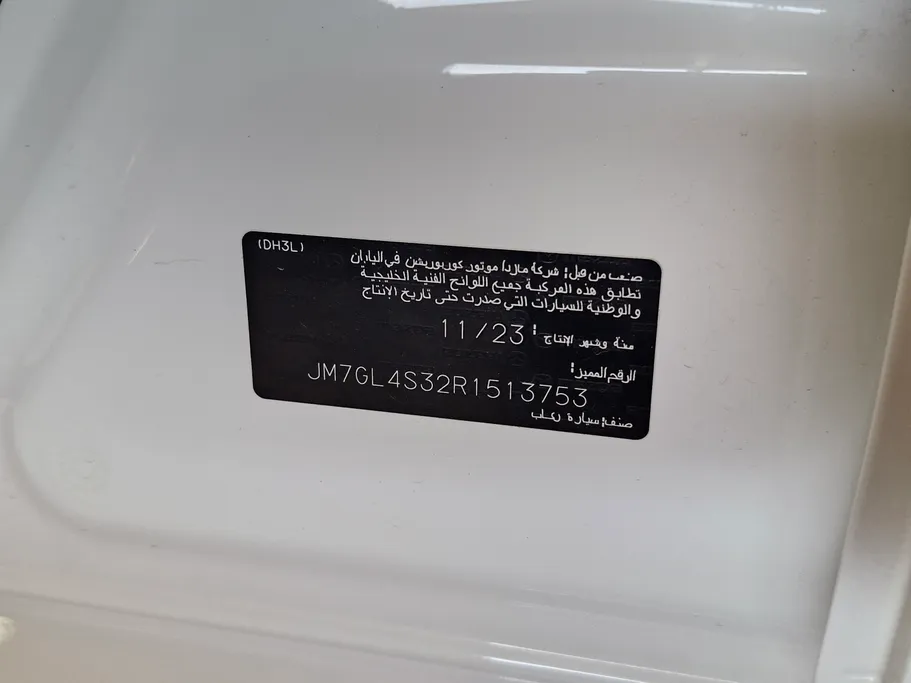 (DH3L)
صنعت من قبل: شركة مازدا موتور كوربوريشن في اليابان
تطابق هذه المركبة جميع اللوائح الفنية الخليجية
والوطنية للسيارات التي صدرت حتى تاريخ الإنتاج
سنة وشهر الإنتاج: 11/23
الرقم المميز:
JM7GL4S32R1513753
صنف: سيارة ركاب